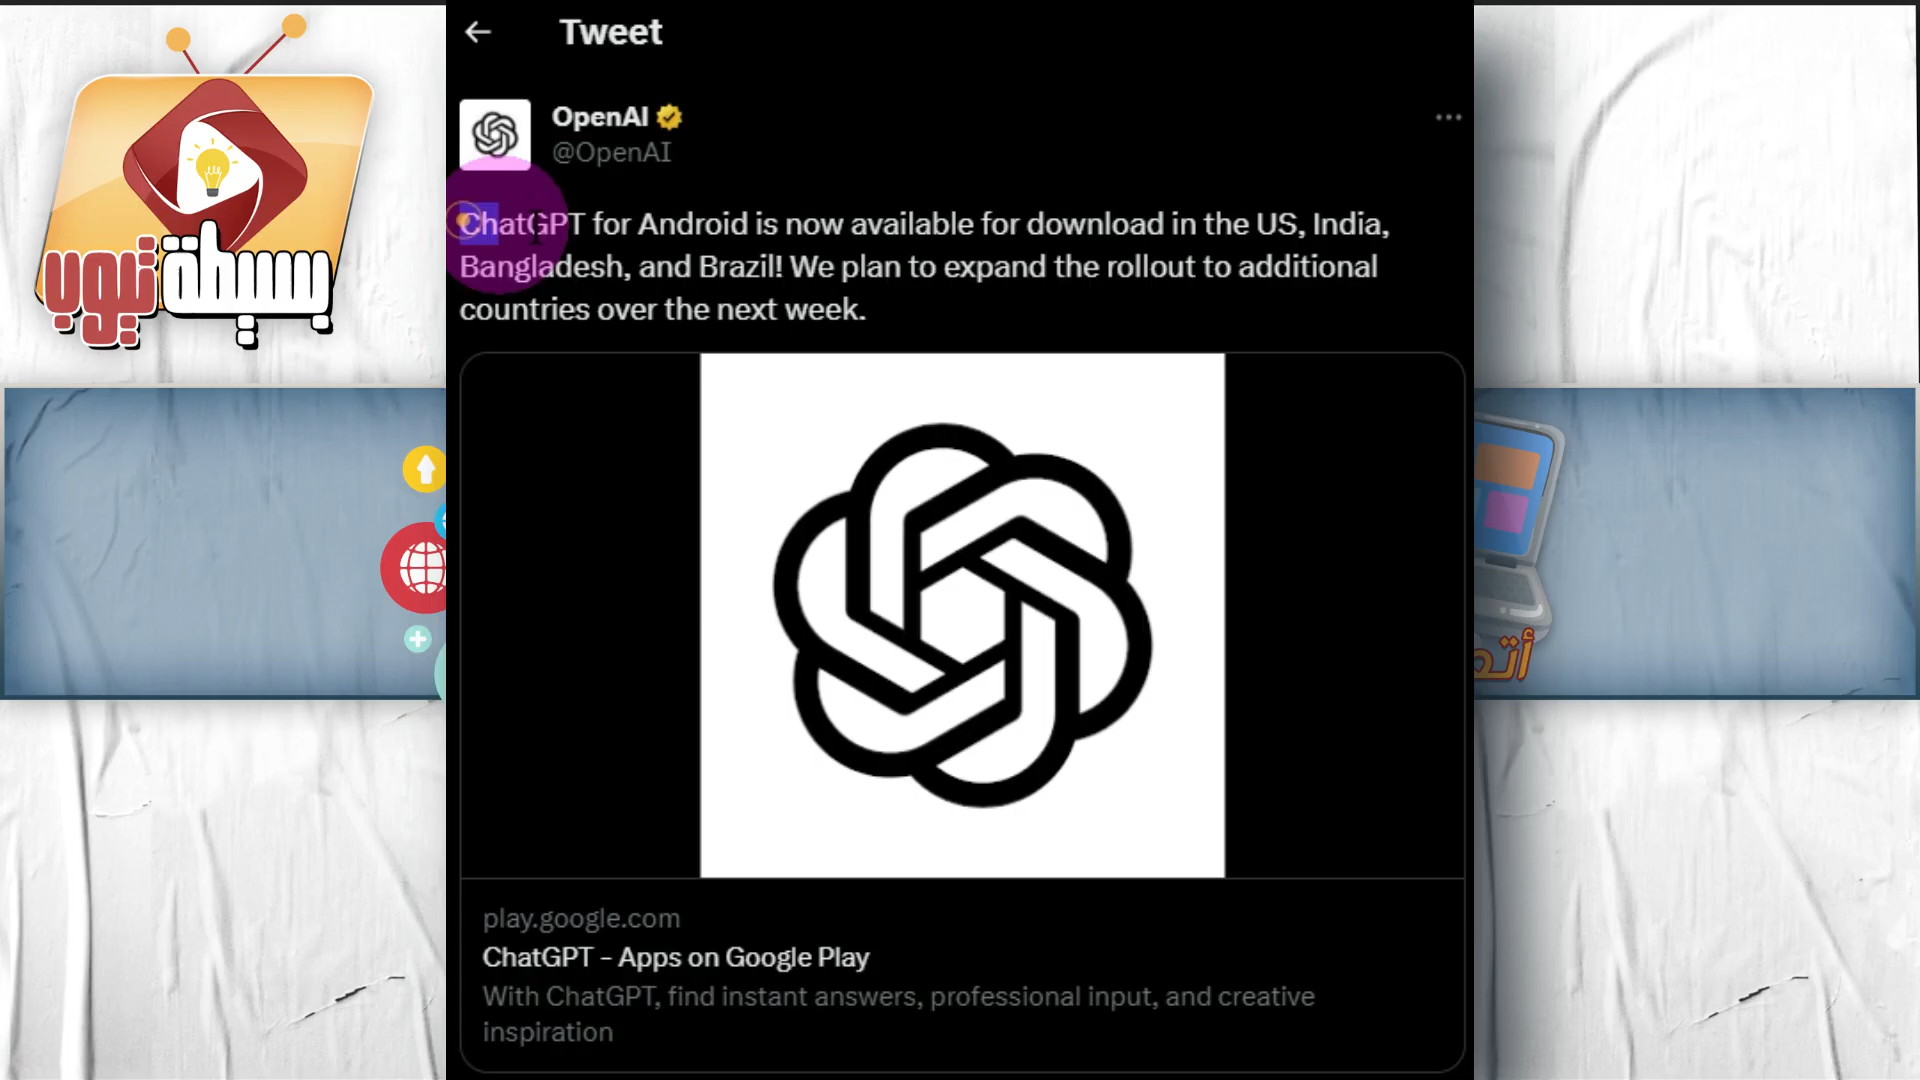 بسيطة تيوب
Tweet
OpenAI
@OpenAI
ChatGPT for Android is now available for download in the US, India,
Bangladesh, and Brazil! We plan to expand the rollout to additional
countries over the next week.
play.google.com
ChatGPT - Apps on Google Play
With ChatGPT, find instant answers, professional input, and creative
inspiration